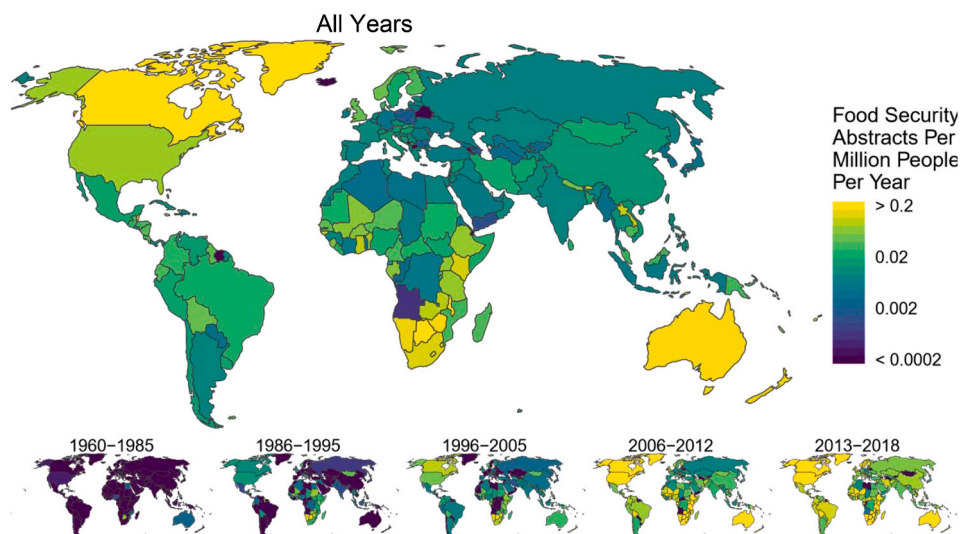 All Years
Food Security
Abstracts Per
Million People
Per Year
> 0.2
0.02
0.002
< 0.0002
1960–1985
1986–1995
1996–2005
2006–2012
2013–2018